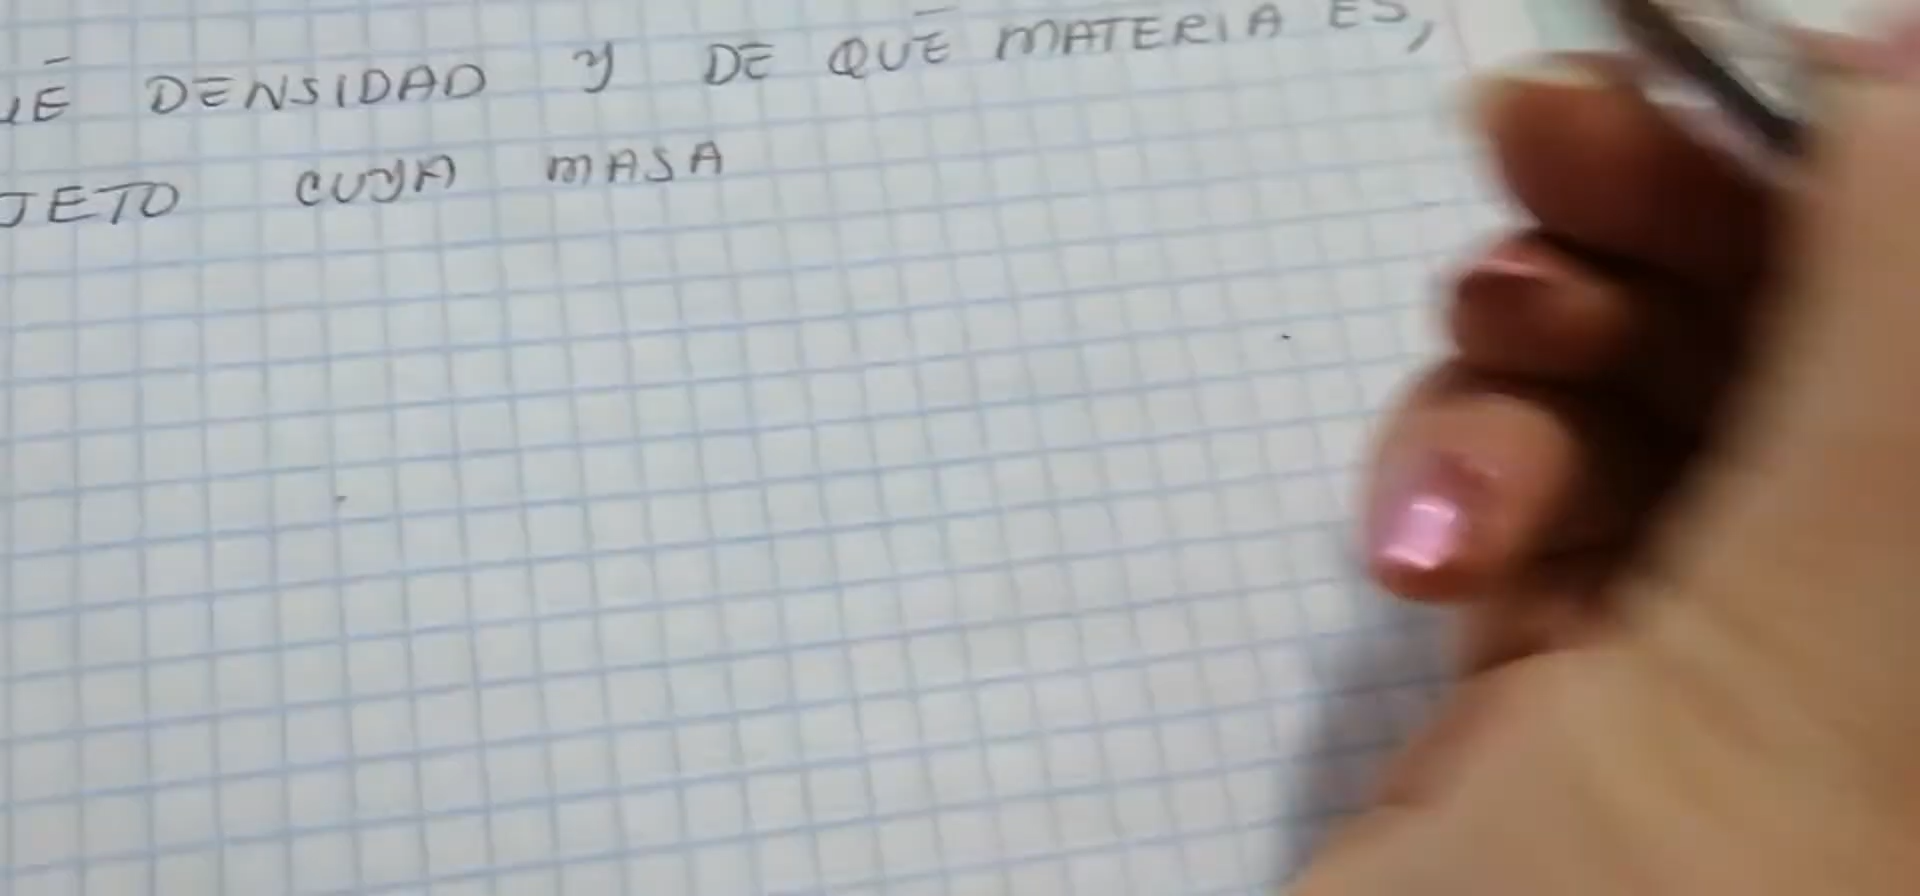 DENSIDAD Y DE QUÉ MATERIA ES,
JETO CUYA MASA